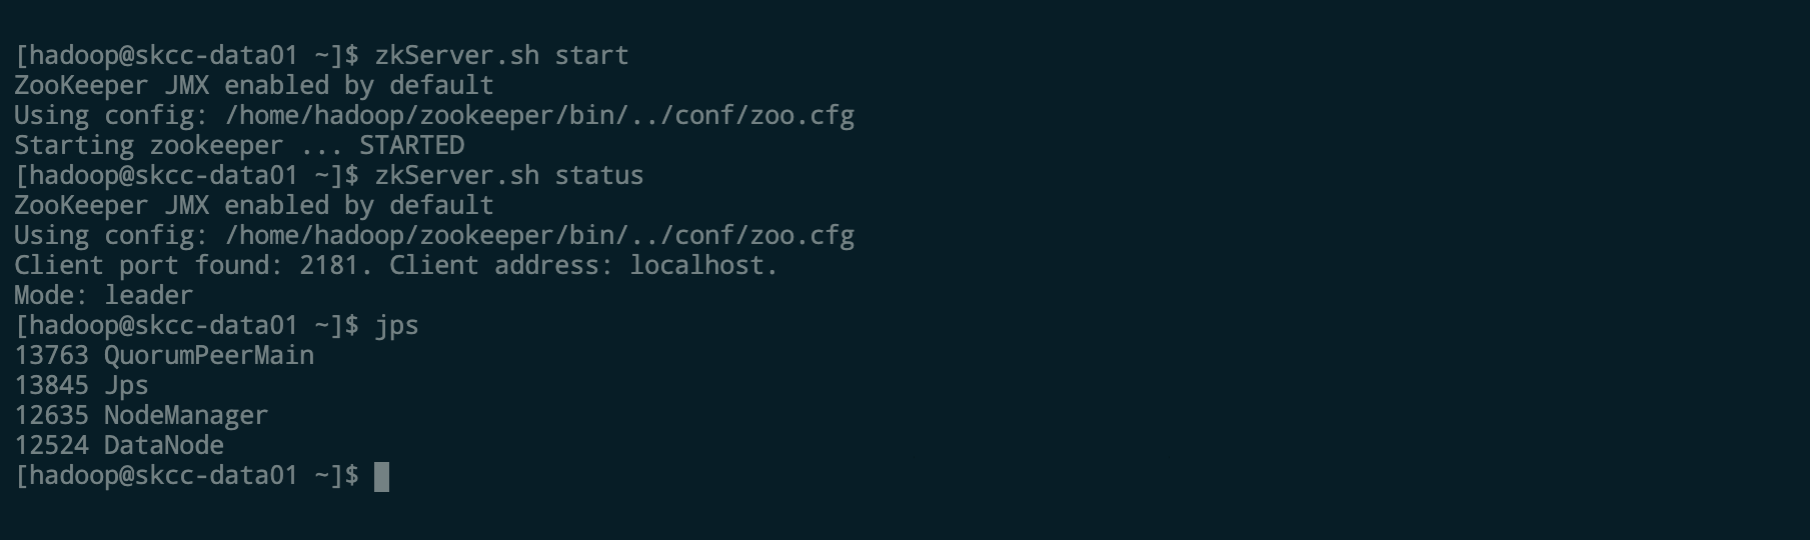 [hadoop@skcc-data01 ~]$ zkServer.sh start
ZooKeeper JMX enabled by default
Using config: /home/hadoop/zookeeper/bin/../conf/zoo.cfg
Starting zookeeper ... STARTED
[hadoop@skcc-data01 ~]$ zkServer.sh status
ZooKeeper JMX enabled by default
Using config: /home/hadoop/zookeeper/bin/../conf/zoo.cfg
Client port found: 2181. Client address: localhost.
Mode: leader
[hadoop@skcc-data01 ~]$ jps
13763 QuorumPeerMain
13845 Jps
12635 NodeManager
12524 DataNode
[hadoop@skcc-data01 ~]$